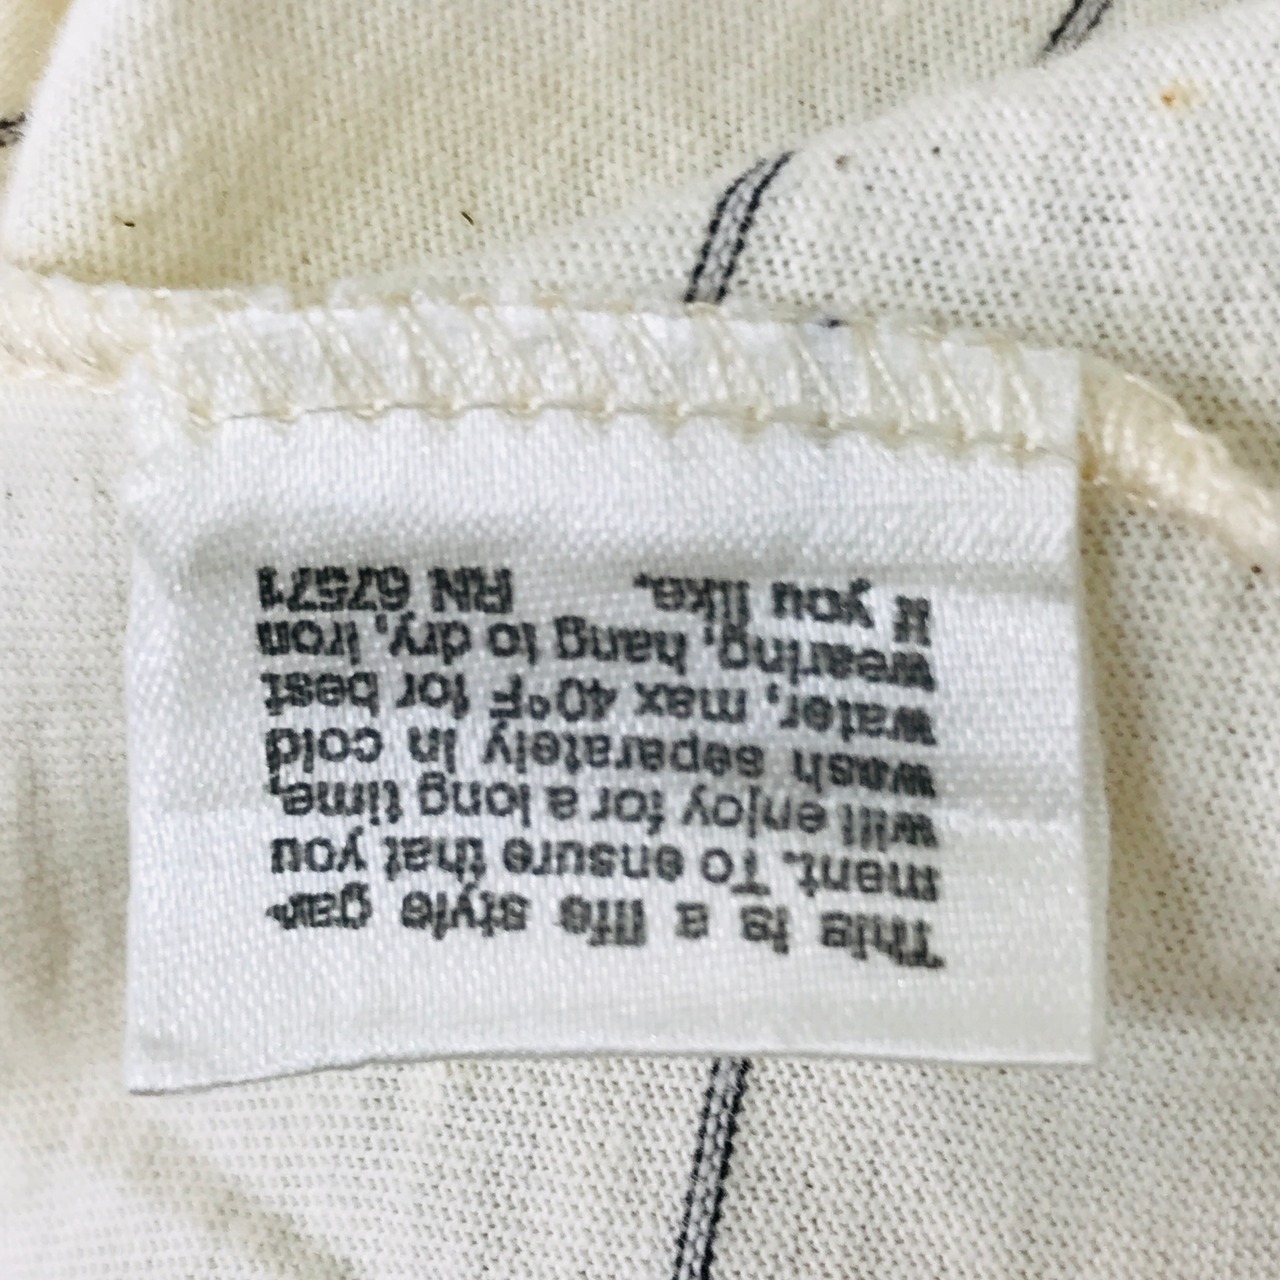 This is a life style gar-
ment. To ensure that you
will enjoy for a long time,
wash separately in cold
water, max 40°F for best
wearing, hang to dry, iron
if you like. RN 67571